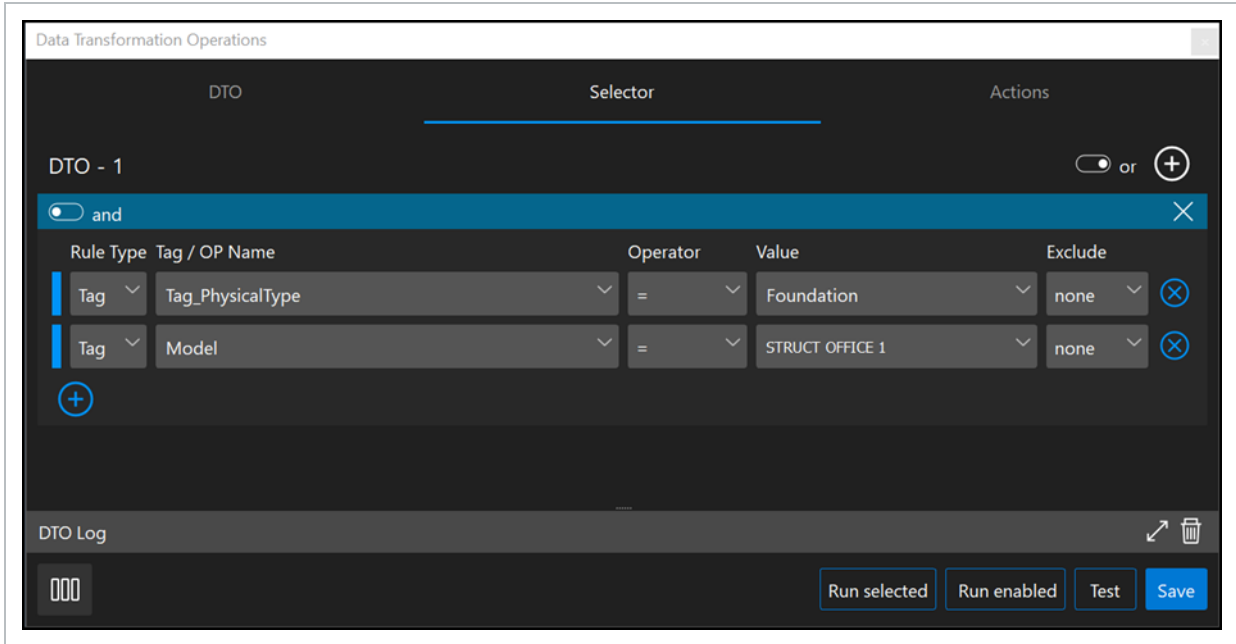 Data Transformation Operations
DTO Selector Actions
DTO - 1 or
and
Rule Type Tag / OP Name Operator Value Exclude
Tag Tag_PhysicalType = Foundation none
Tag Model = STRUCT OFFICE 1 none
DTO Log
Run selected Run enabled Test Save